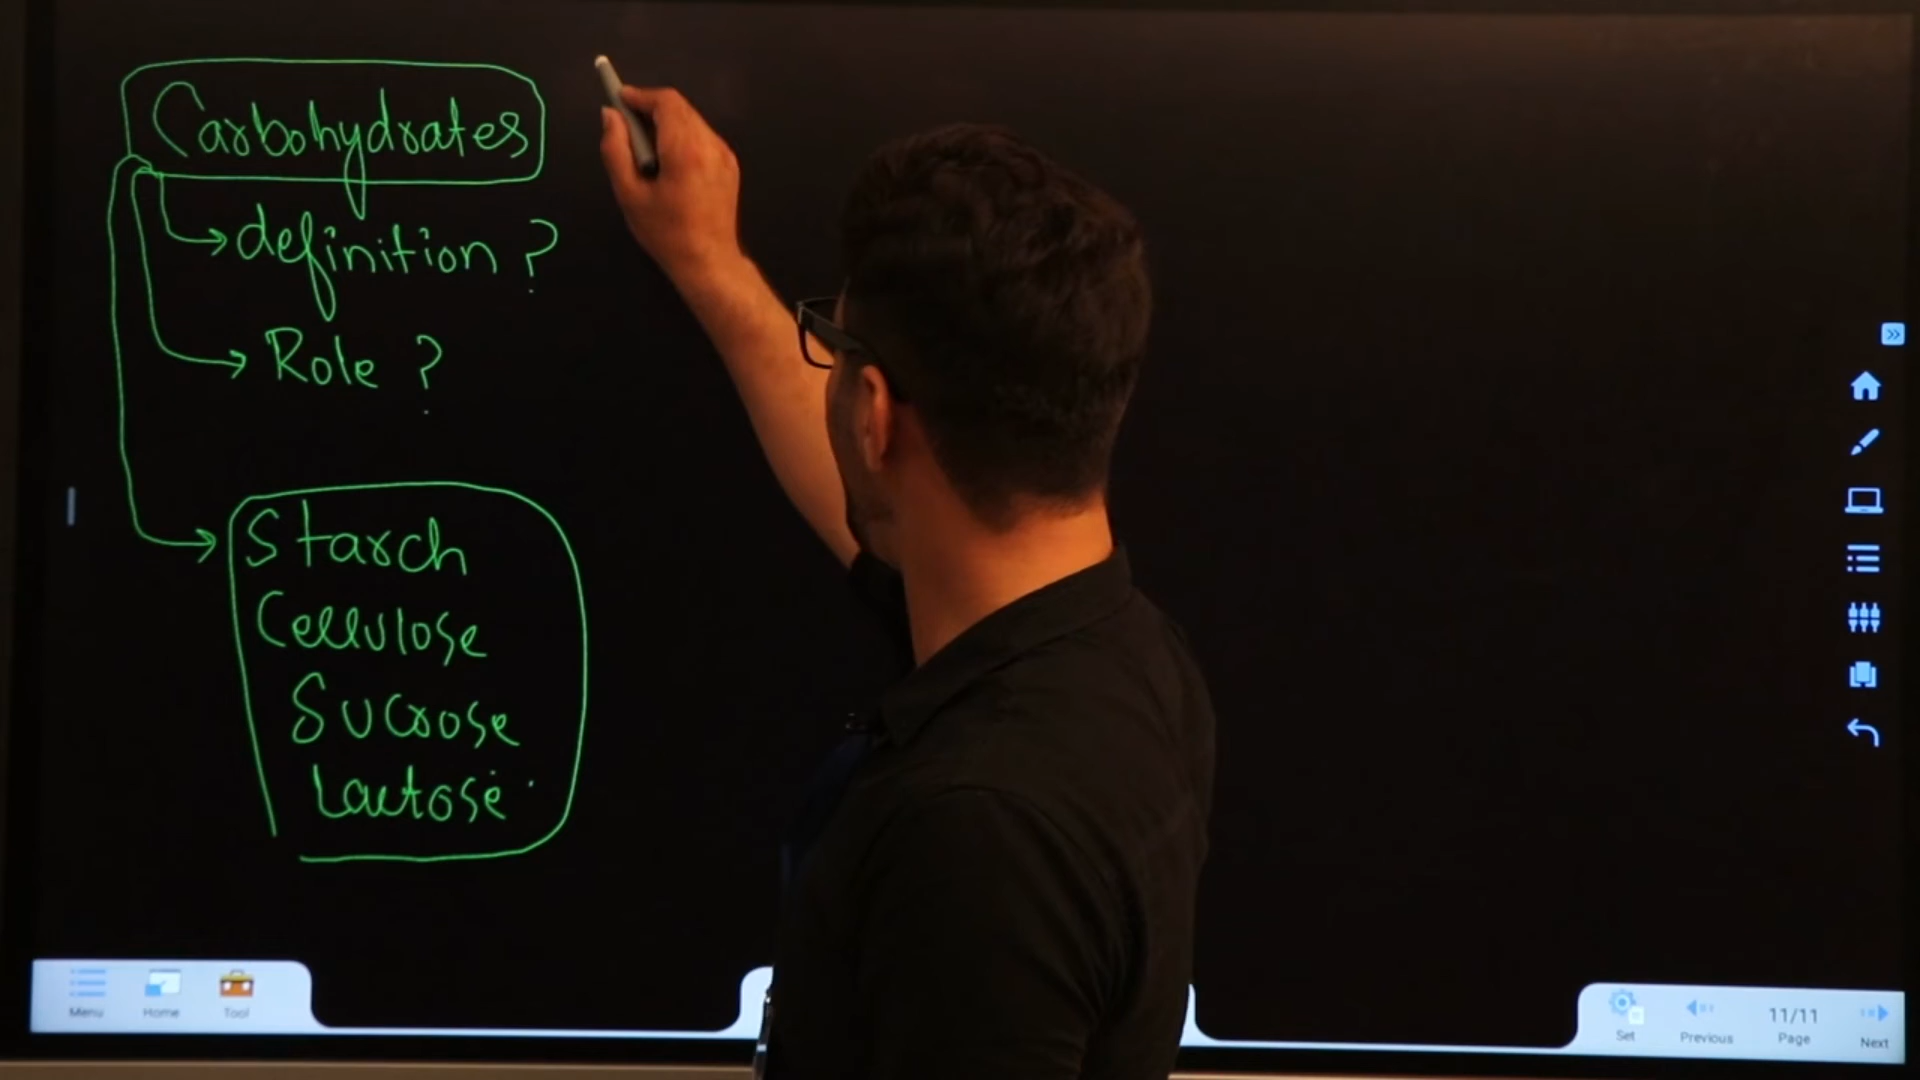 Carbohydrates
definition ?
Role ?
Starch
Cellulose
Sucrose
Lactose
Menu
Home
Tool
Set
Previous
11/11
Page
Next